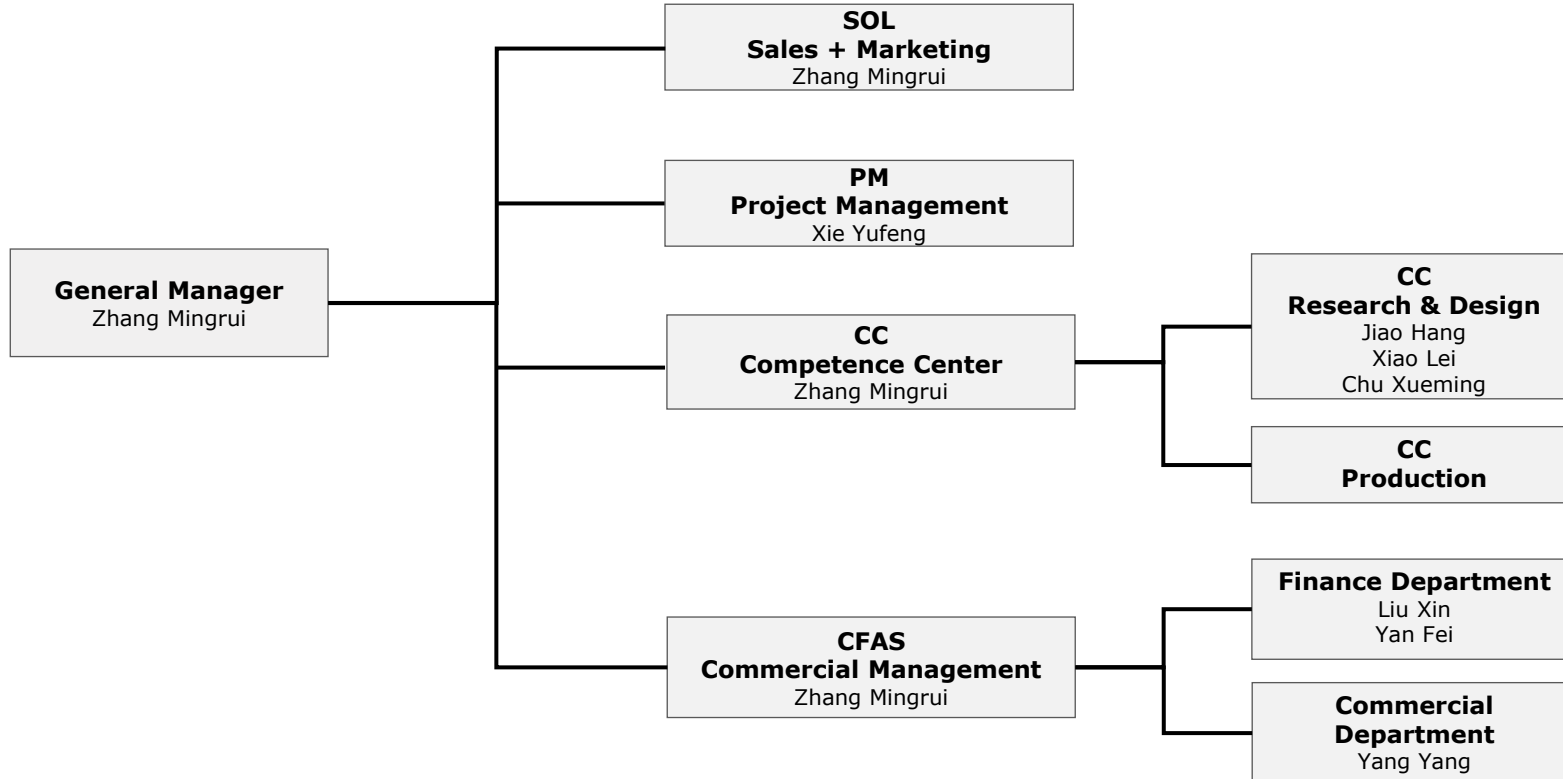 SOL
Sales + Marketing
Zhang Mingrui
PM
Project Management
Xie Yufeng
General Manager
Zhang Mingrui
CC
Competence Center
Zhang Mingrui
CC
Research & Design
Jiao Hang
Xiao Lei
Chu Xueming
CC
Production
CFAS
Commercial Management
Zhang Mingrui
Finance Department
Liu Xin
Yan Fei
Commercial
Department
Yang Yang